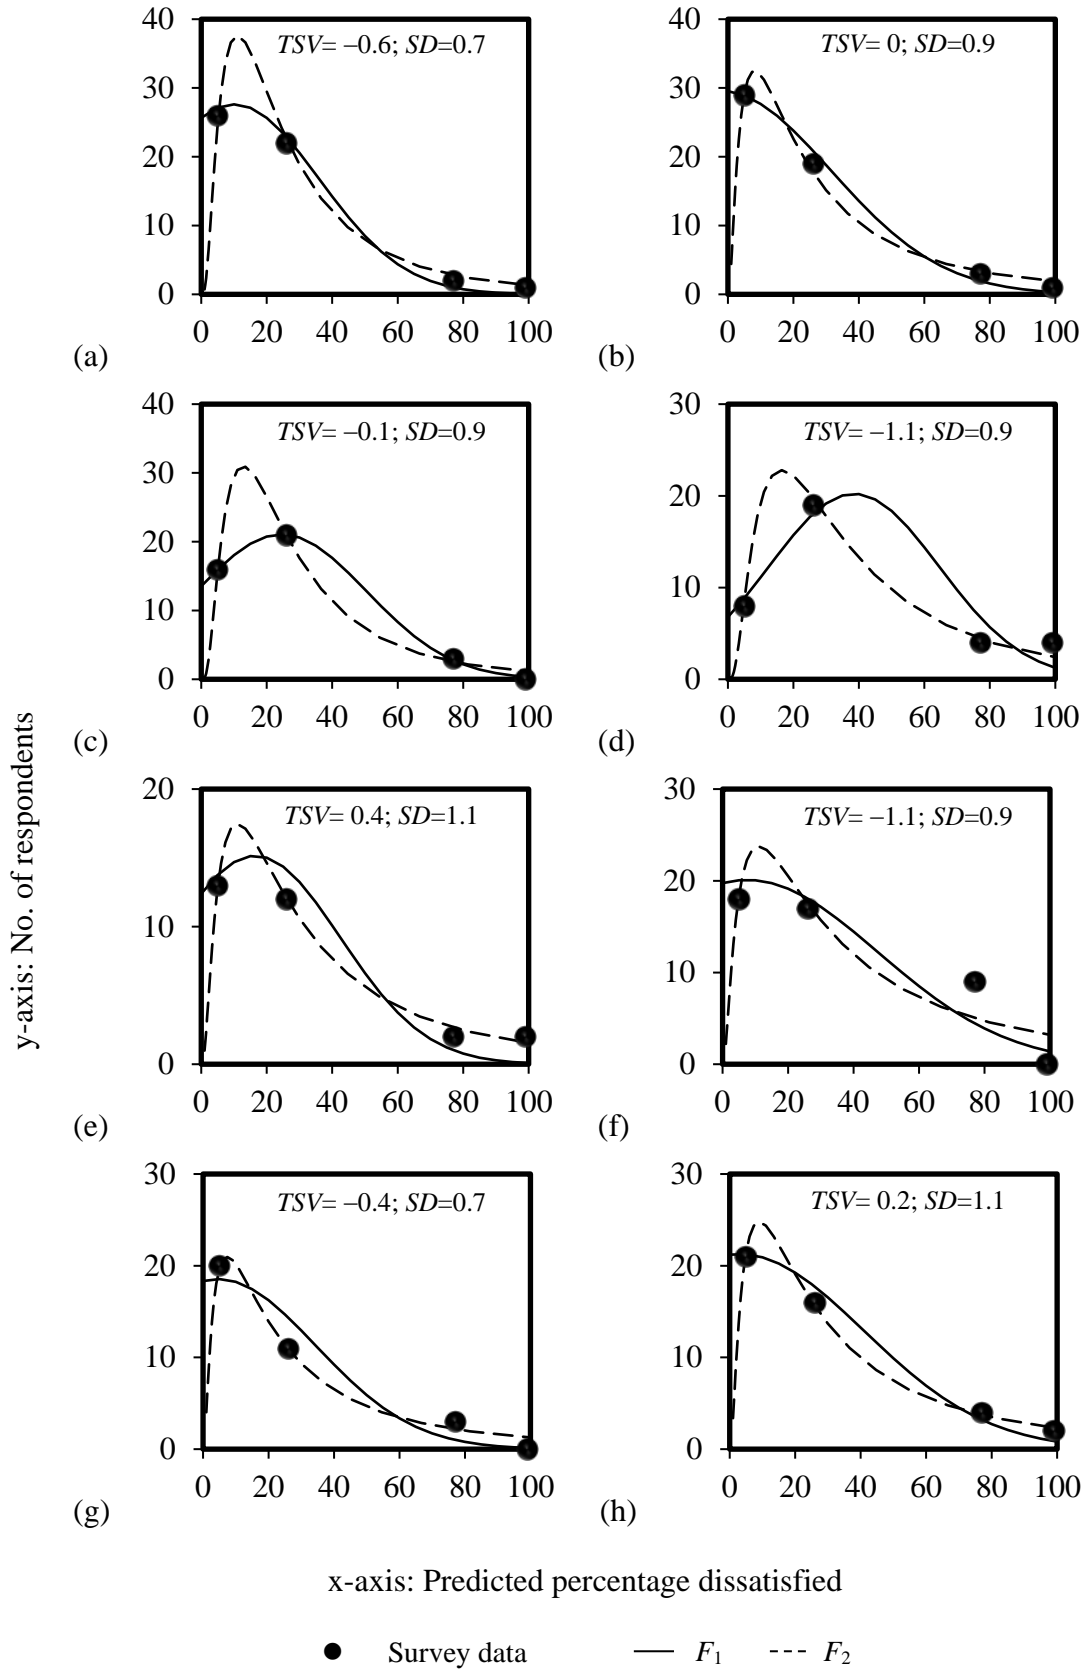 TSV= −0.6; SD=0.7
40
30
20
10
0
0 20 40 60 80 100
(a)
TSV= 0; SD=0.9
40
30
20
10
0
0 20 40 60 80 100
(b)
TSV= −0.1; SD=0.9
40
30
20
10
0
0 20 40 60 80 100
(c)
TSV= −1.1; SD=0.9
30
20
10
0
0 20 40 60 80 100
(d)
TSV= 0.4; SD=1.1
20
10
0
0 20 40 60 80 100
(e)
TSV= −1.1; SD=0.9
30
20
10
0
0 20 40 60 80 100
(f)
TSV= −0.4; SD=0.7
30
20
10
0
0 20 40 60 80 100
(g)
TSV= 0.2; SD=1.1
30
20
10
0
0 20 40 60 80 100
(h)
y-axis: No. of respondents
x-axis: Predicted percentage dissatisfied
Survey data F₁ F₂